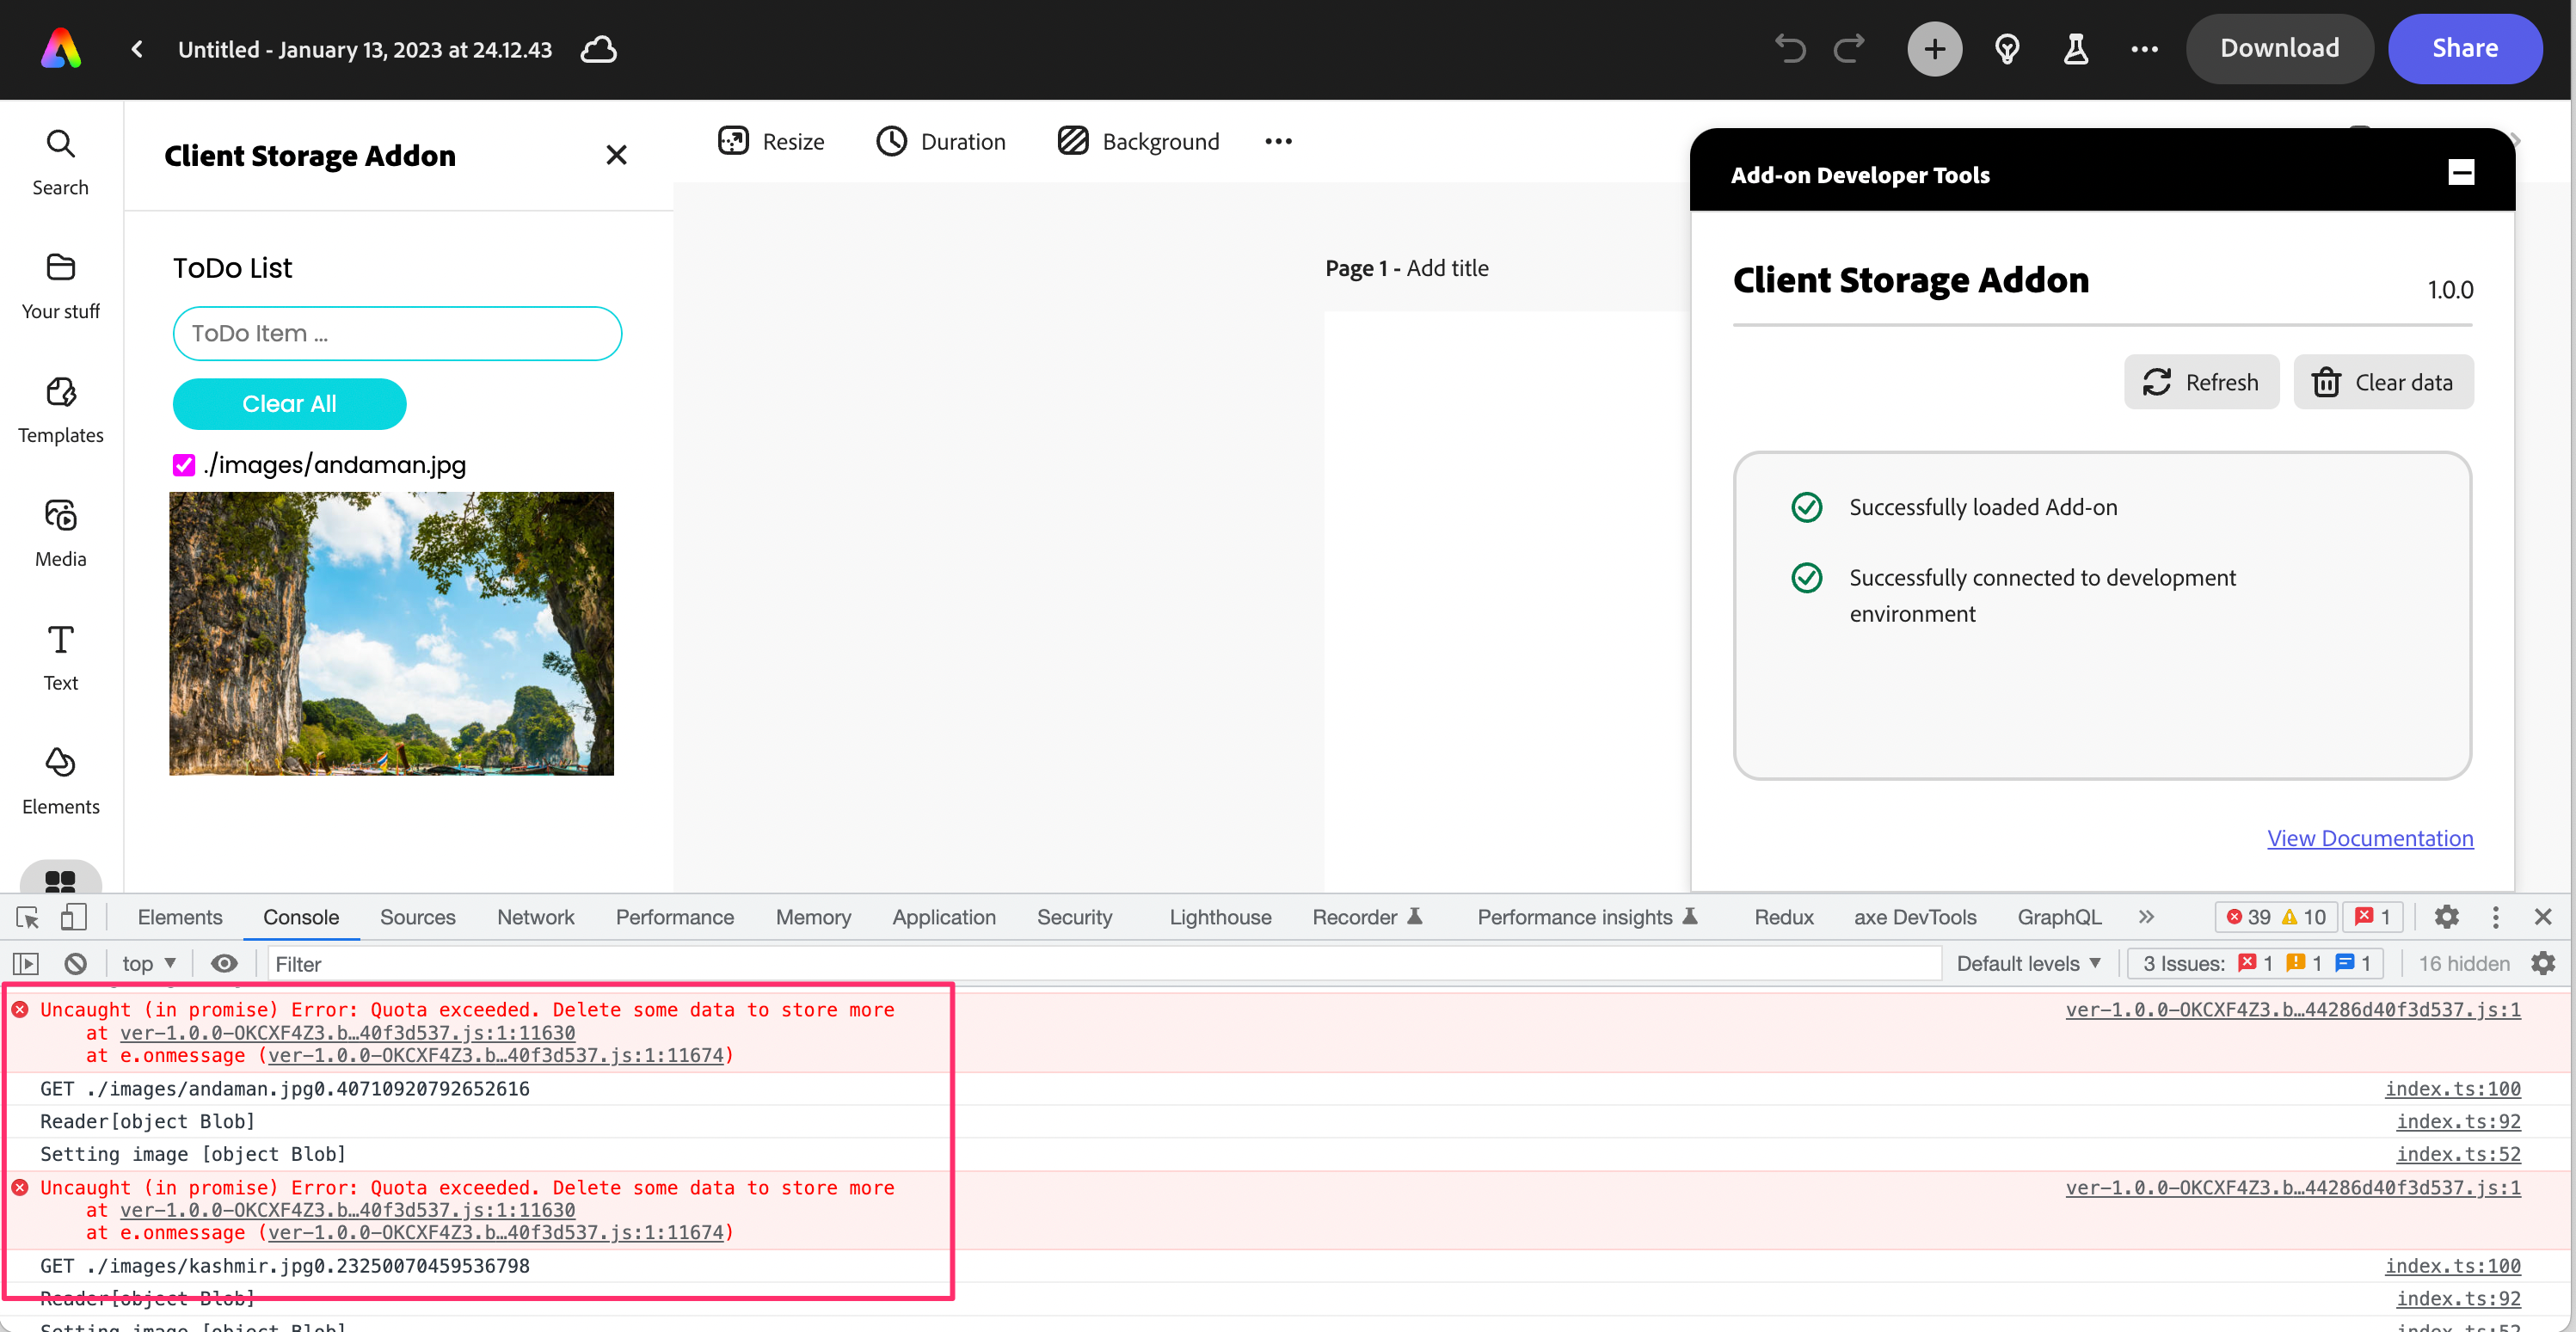 Untitled - January 13, 2023 at 24.12.43
Download
Share
Search
Your stuff
Templates
Media
Text
Elements
Client Storage Addon
ToDo List
ToDo Item ...
Clear All
./images/andaman.jpg
Resize
Duration
Background
Page 1 - Add title
Add-on Developer Tools
Client Storage Addon
1.0.0
Refresh
Clear data
Successfully loaded Add-on
Successfully connected to development
environment
View Documentation
Elements Console Sources Network Performance Memory Application Security Lighthouse Recorder Performance insights Redux axe DevTools GraphQL » 39 10 1
top Filter Default levels 3 Issues: 1 1 1 16 hidden
Uncaught (in promise) Error: Quota exceeded. Delete some data to store more ver-1.0.0-OKCXF4Z3.b…44286d40f3d537.js:1
at ver-1.0.0-OKCXF4Z3.b…40f3d537.js:1:11630
at e.onmessage (ver-1.0.0-OKCXF4Z3.b…40f3d537.js:1:11674)
GET ./images/andaman.jpg0.40710920792652616 index.ts:100
Reader[object Blob] index.ts:92
Setting image [object Blob] index.ts:52
Uncaught (in promise) Error: Quota exceeded. Delete some data to store more ver-1.0.0-OKCXF4Z3.b…44286d40f3d537.js:1
at ver-1.0.0-OKCXF4Z3.b…40f3d537.js:1:11630
at e.onmessage (ver-1.0.0-OKCXF4Z3.b…40f3d537.js:1:11674)
GET ./images/kashmir.jpg0.23250070459536798 index.ts:100
Reader[object Blob] index.ts:92
Setting image [object Blob] index.ts:52